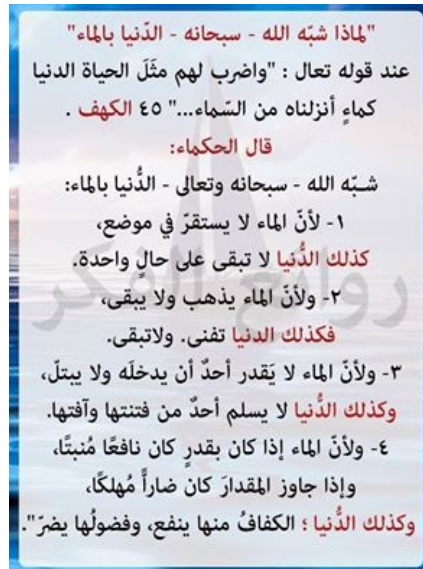 "لماذا شبّه الله - سبحانه - الدّنيا بالماء"
عند قوله تعال : "واضرب لهم مثَلَ الحياة الدنيا
كماءٍ أنزلناه من السّماء..." ٤٥ الكهف .
قال الحكماء:
شـبّه الله - سبحانه وتعالى - الدُّنيا بالماء:
١- لأنّ الماء لا يستقرّ في موضع،
كذلك الدُّنيا لا تبقى على حالٍ واحدة.
٢- ولأنّ الماء يذهب ولا يبقى،
فكذلك الدنيا تفنى. ولاتبقى.
٣- ولأنّ الماء لا يَقدر أحدٌ أن يدخلَه ولا يبتلّ،
وكذلك الدُّنيا لا يسلم أحدٌ من فتنتها وآفتها.
٤- ولأنّ الماء إذا كان بقدرٍ كان نافعًا مُنبتًا،
وإذا جاوز المقدارَ كان ضاراً مُهلكًا،
وكذلك الدُّنيا ؛ الكفافُ منها ينفع، وفضولُها يضرّ".
روائع الفكر